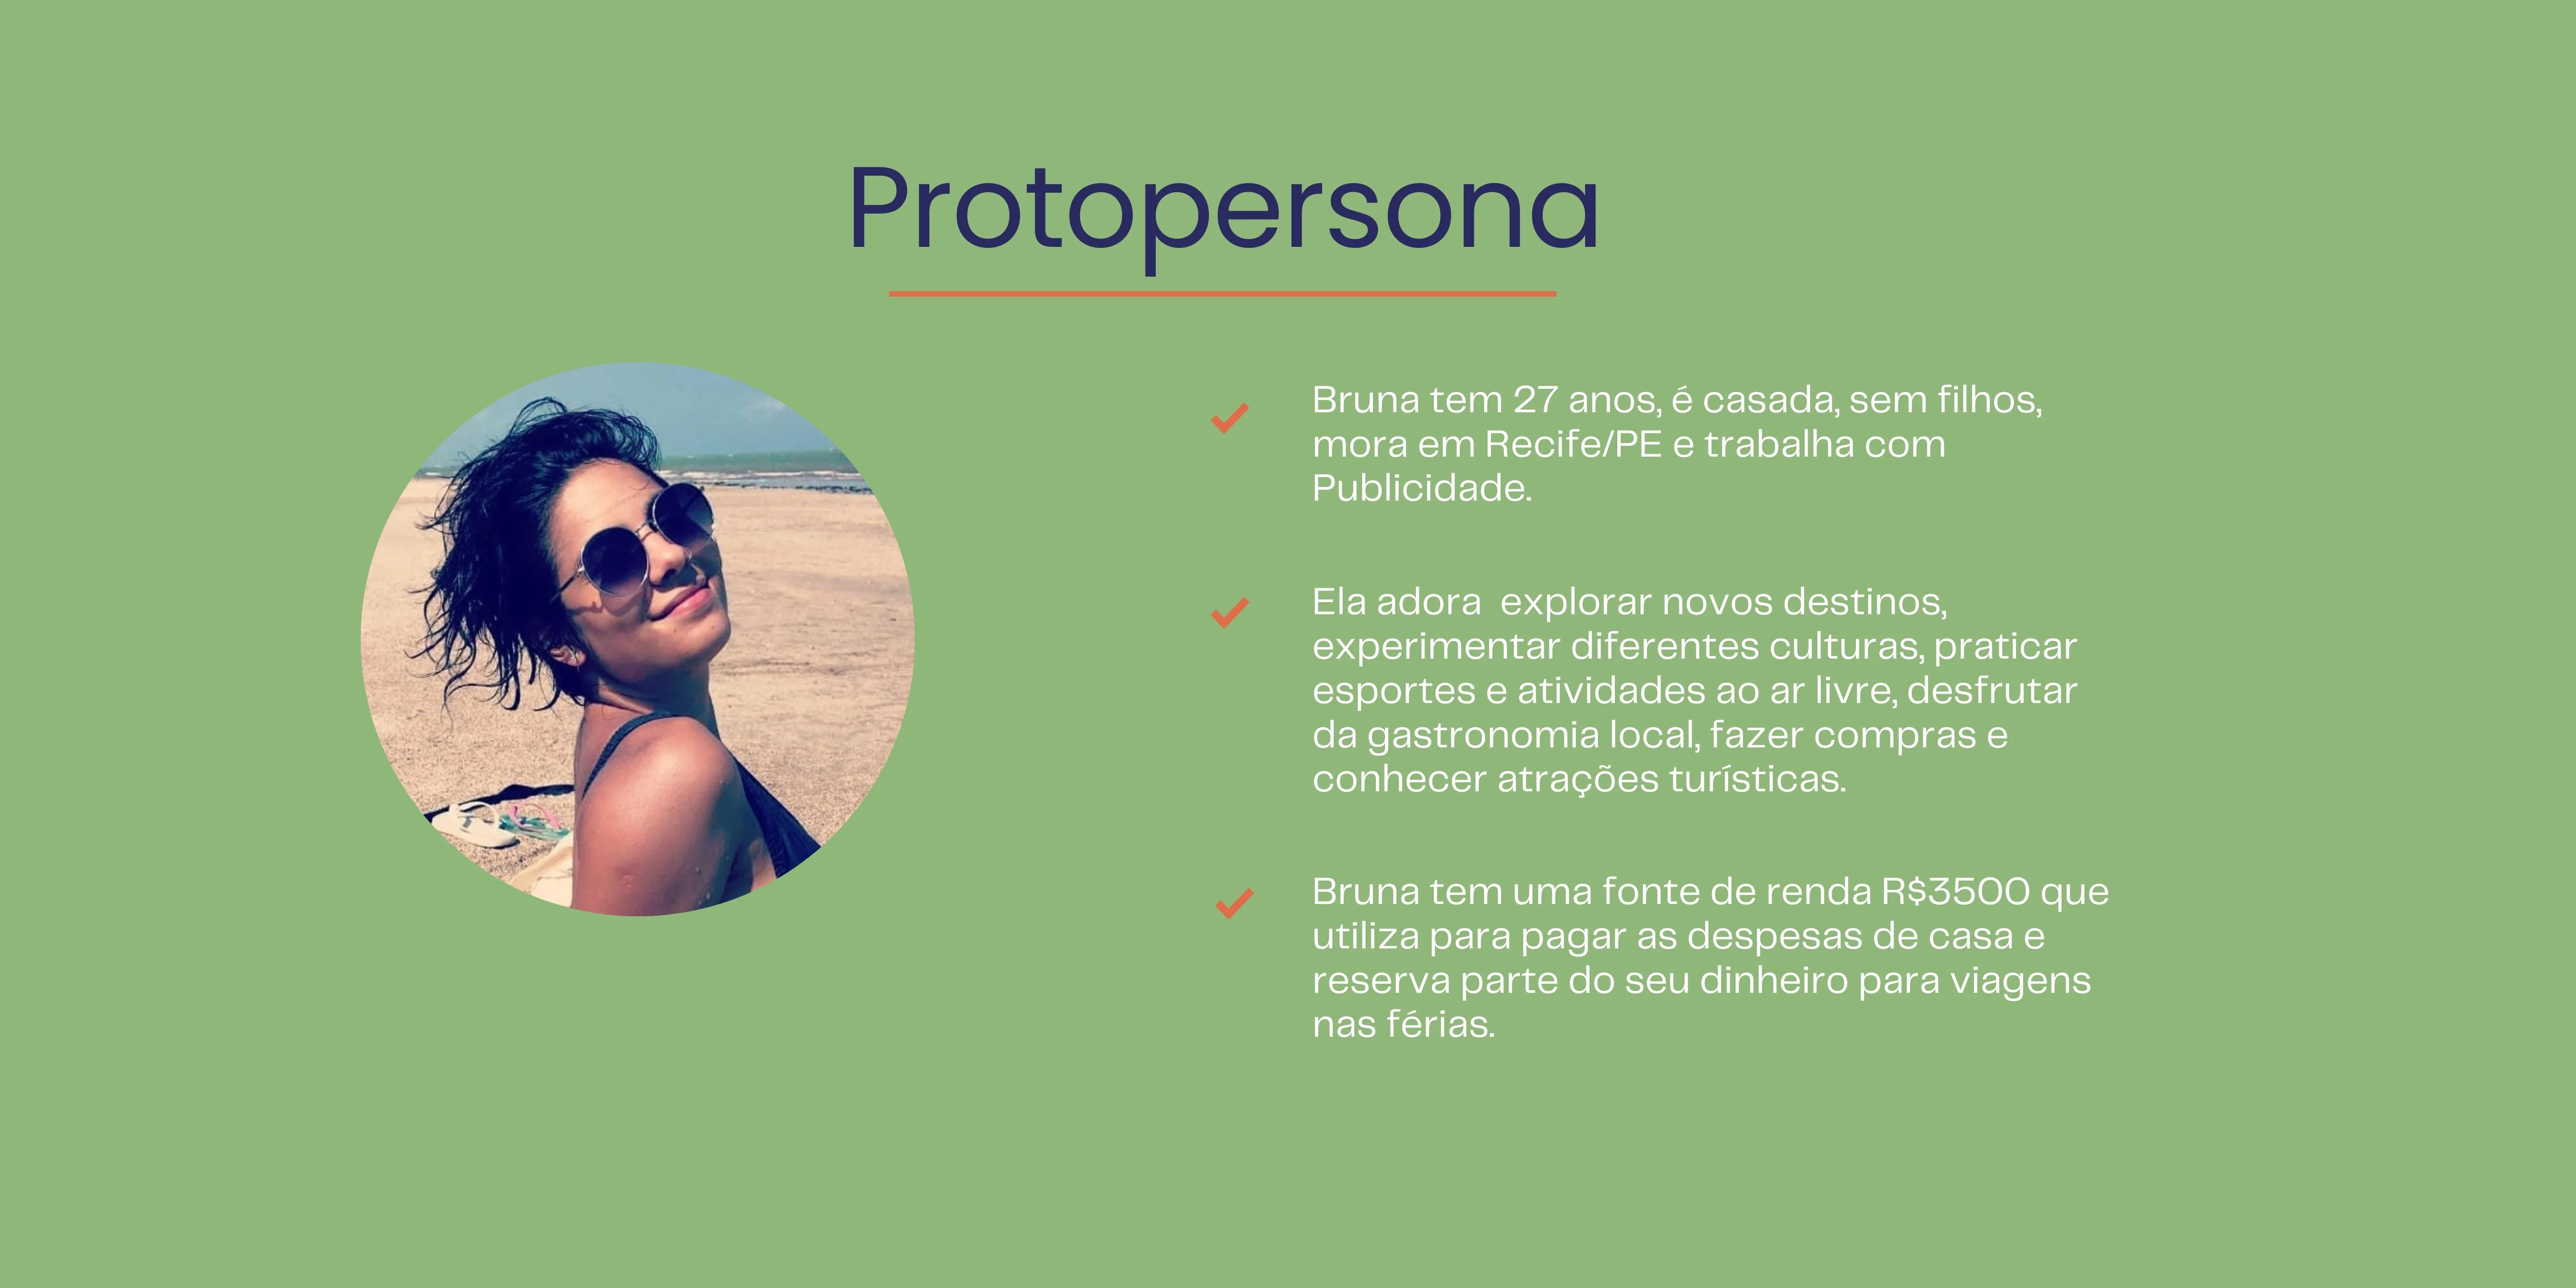 Protopersona
Bruna tem 27 anos, é casada, sem filhos,
mora em Recife/PE e trabalha com
Publicidade.
Ela adora  explorar novos destinos,
experimentar diferentes culturas, praticar
esportes e atividades ao ar livre, desfrutar
da gastronomia local, fazer compras e
conhecer atrações turísticas.
Bruna tem uma fonte de renda R$3500 que
utiliza para pagar as despesas de casa e
reserva parte do seu dinheiro para viagens
nas férias.